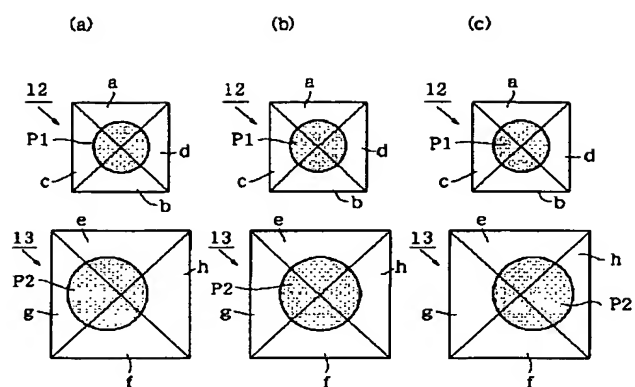 (a) (b) (c)
a a a
12 12 12
P1 d P1 d P1 d
c c c
b b b
e e e
13 13 13
h h h
P2 P2 P2
g g g
f f f